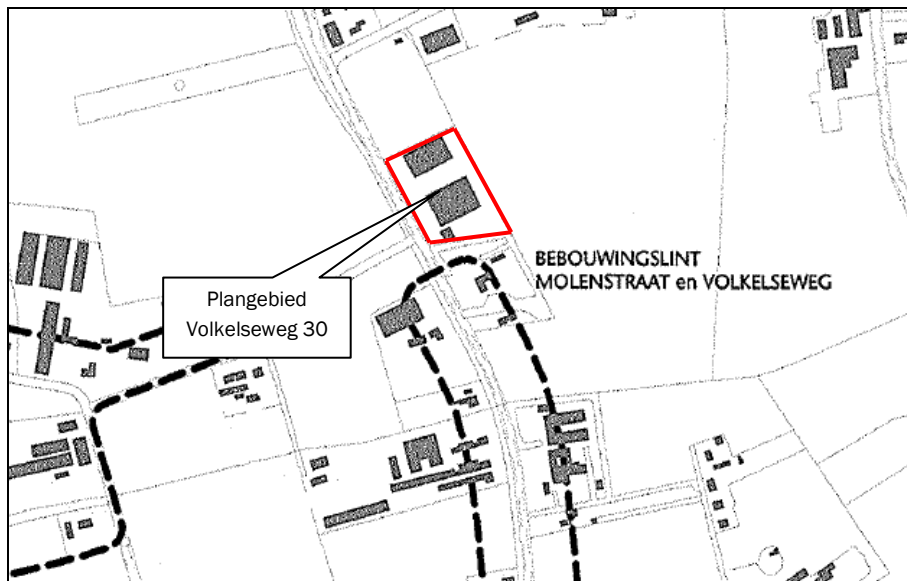 BEBOUWINGSLINT
MOLENSTRAAT en VOLKELSEWEG
Plangebied
Volkelseweg 30